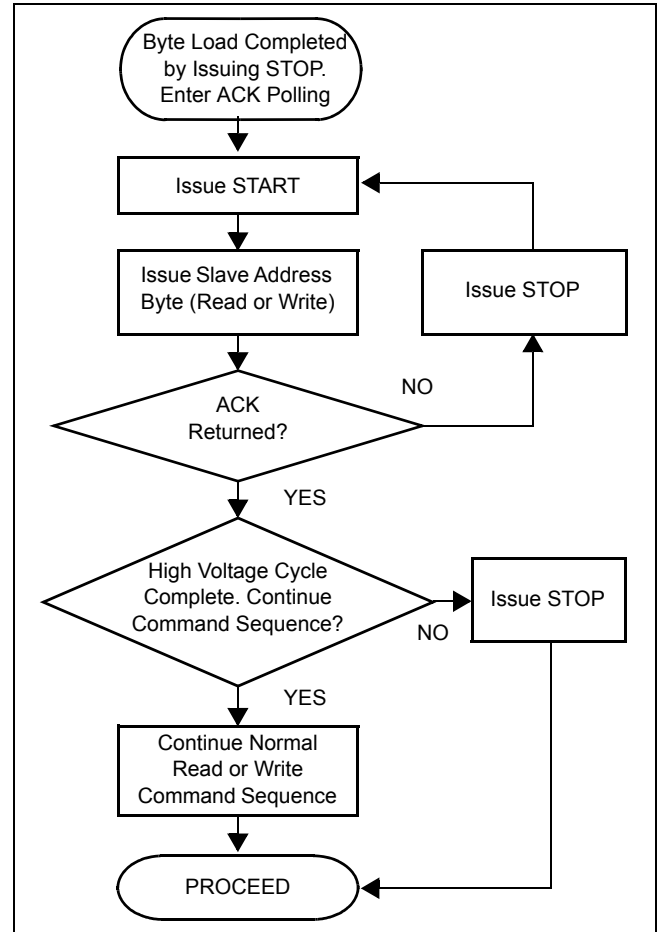 Byte Load Completed
by Issuing STOP.
Enter ACK Polling
Issue START
Issue Slave Address
Byte (Read or Write)
Issue STOP
NO
ACK
Returned?
YES
High Voltage Cycle
Complete. Continue
Command Sequence?
Issue STOP
NO
YES
Continue Normal
Read or Write
Command Sequence
PROCEED